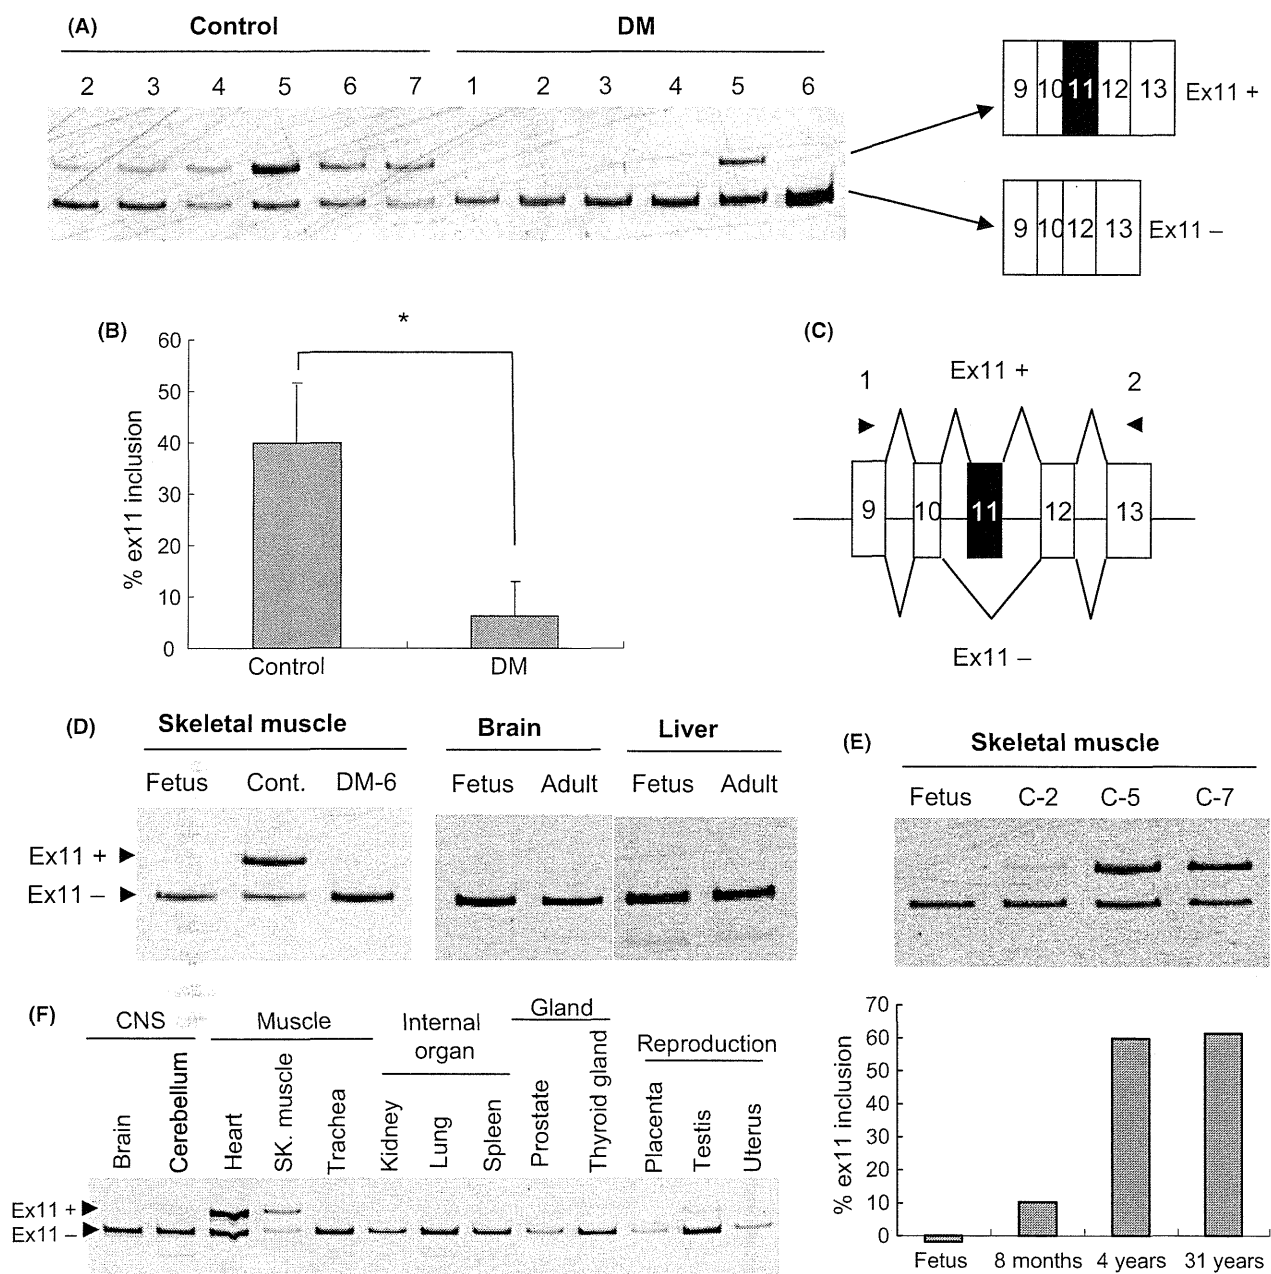 (A)
Control
DM
2 3 4 5 6 7 1 2 3 4 5 6
9 10 11 12 13 Ex11 +
9 10 12 13 Ex11 –
(B)
*
60
50
40
30
20
10
0
% ex11 inclusion
Control DM
(C)
Ex11 +
1 2
9 10 11 12 13
Ex11 –
(D)
Skeletal muscle
Brain
Liver
Fetus Cont. DM-6
Fetus Adult
Fetus Adult
Ex11 +
Ex11 –
(E)
Skeletal muscle
Fetus C-2 C-5 C-7
70
60
50
40
30
20
10
0
% ex11 inclusion
Fetus 8 months 4 years 31 years
(F)
CNS
Muscle
Internal
organ
Gland
Reproduction
Brain
Cerebellum
Heart
SK. muscle
Trachea
Kidney
Lung
Spleen
Prostate
Thyroid gland
Placenta
Testis
Uterus
Ex11 +
Ex11 –